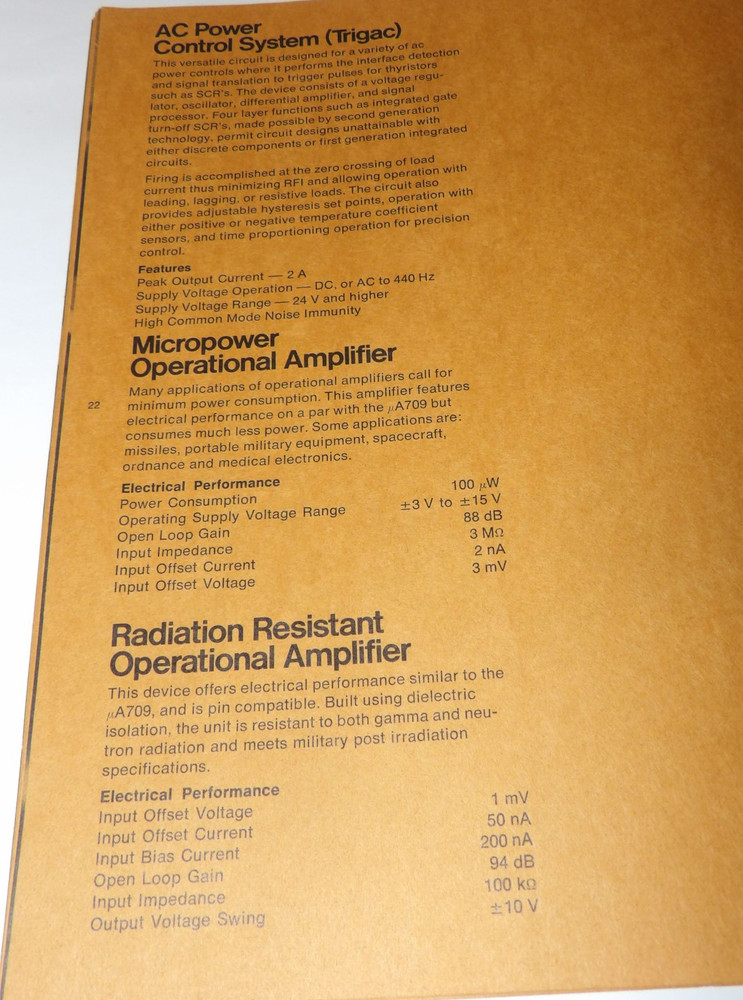 AC Power
Control System (Trigac)
This versatile circuit is designed for a variety of ac
power controls where it performs the interface detection
and signal translation to trigger pulses for thyristors
such as SCR's. The device consists of a voltage regu-
lator, oscillator, differential amplifier, and signal
processor. Four layer functions such as integrated gate
turn-off SCR's, made possible by second generation
technology, permit circuit designs unattainable with
either discrete components or first generation integrated
circuits.
Firing is accomplished at the zero crossing of load
current thus minimizing RFI and allowing operation with
leading, lagging, or resistive loads. The circuit also
provides adjustable hysteresis set points, operation with
either positive or negative temperature coefficient
sensors, and time proportioning operation for precision
control.
Features
Peak Output Current — 2 A
Supply Voltage Operation — DC, or AC to 440 Hz
Supply Voltage Range — 24 V and higher
High Common Mode Noise Immunity
Micropower
Operational Amplifier
Many applications of operational amplifiers call for
minimum power consumption. This amplifier features
electrical performance on a par with the μA709 but
consumes much less power. Some applications are:
missiles, portable military equipment, spacecraft,
ordnance and medical electronics.
22
Electrical Performance
Power Consumption 100 μW
Operating Supply Voltage Range ±3 V to ±15 V
Open Loop Gain 88 dB
Input Impedance 3 MΩ
Input Offset Current 2 nA
Input Offset Voltage 3 mV
Radiation Resistant
Operational Amplifier
This device offers electrical performance similar to the
μA709, and is pin compatible. Built using dielectric
isolation, the unit is resistant to both gamma and neu-
tron radiation and meets military post irradiation
specifications.
Electrical Performance
Input Offset Voltage 1 mV
Input Offset Current 50 nA
Input Bias Current 200 nA
Open Loop Gain 94 dB
Input Impedance 100 kΩ
Output Voltage Swing ±10 V